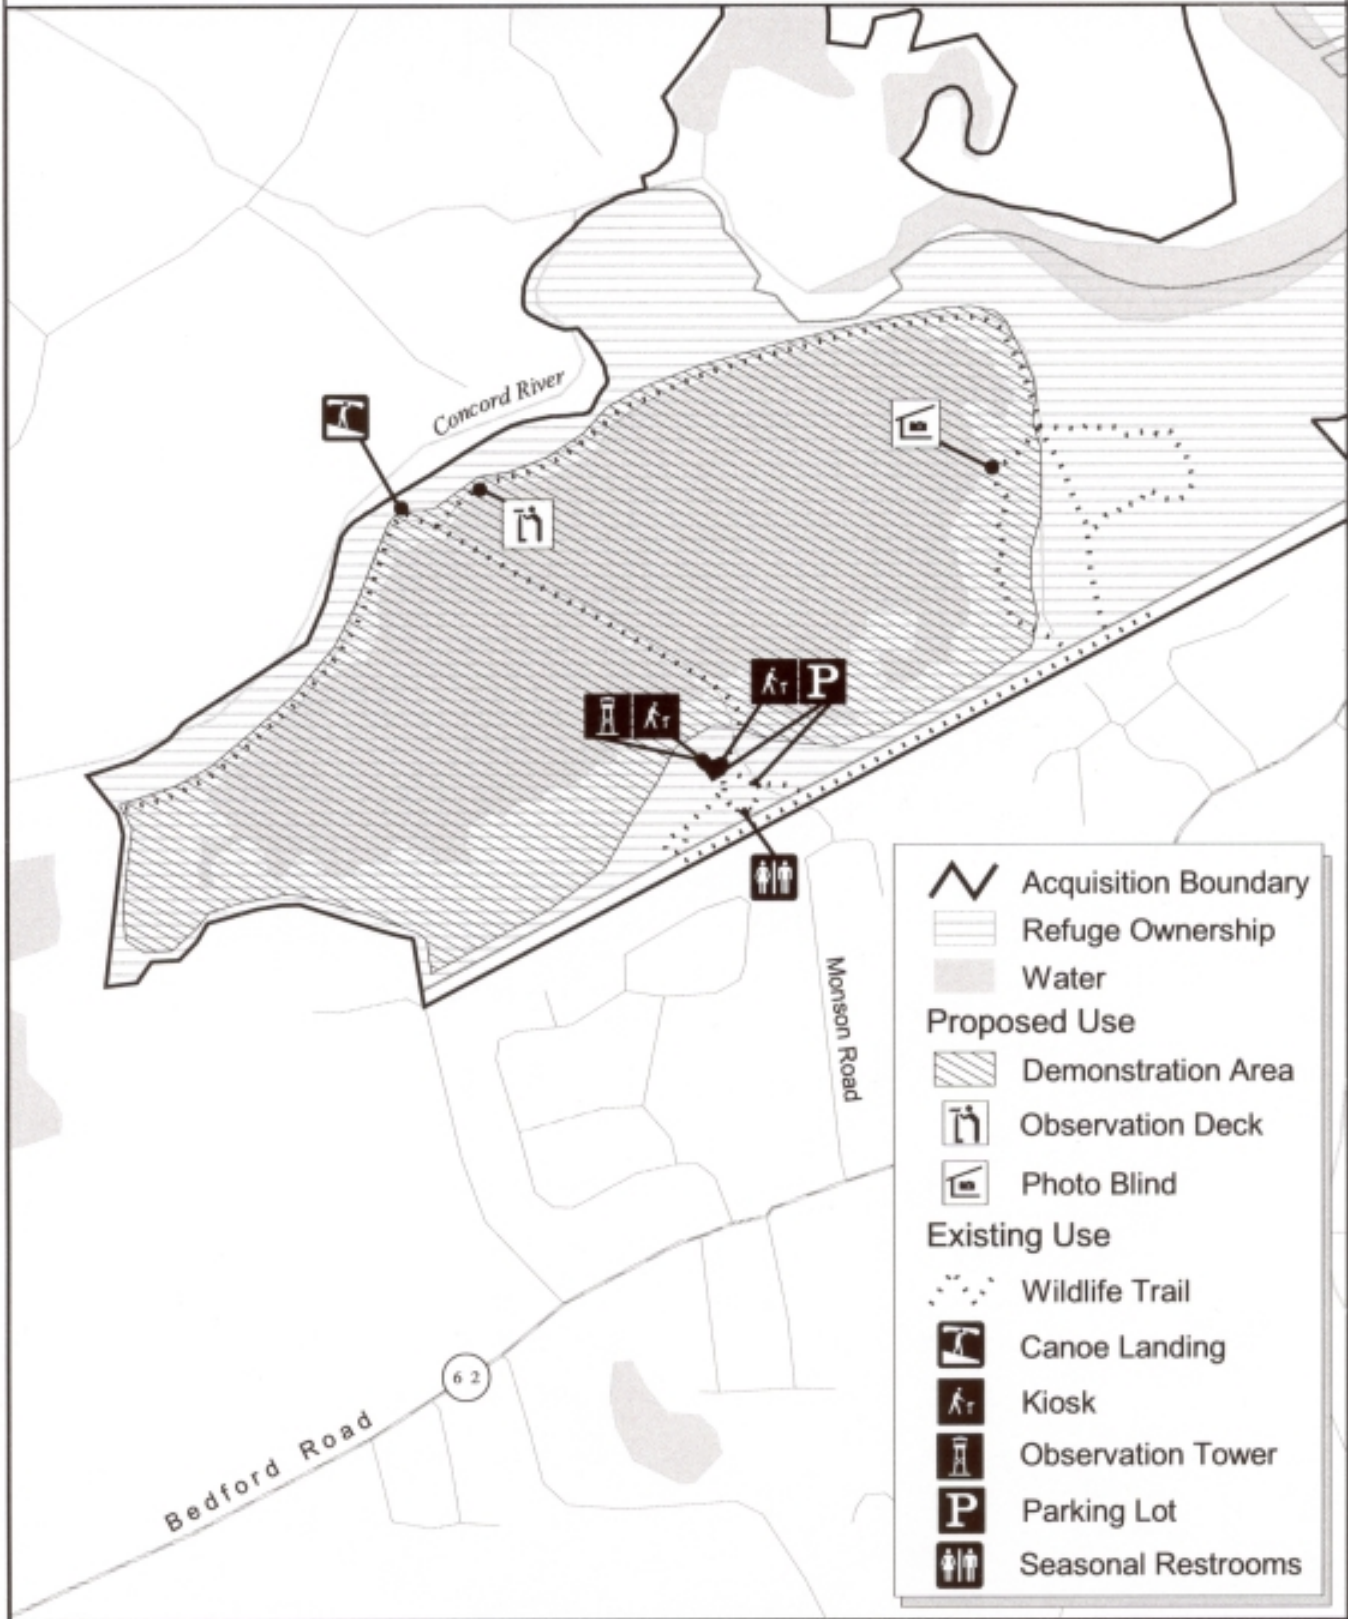 Concord River
P
Monson Road
62
Bedford Road
Acquisition Boundary
Refuge Ownership
Water
Proposed Use
Demonstration Area
Observation Deck
Photo Blind
Existing Use
Wildlife Trail
Canoe Landing
Kiosk
Observation Tower
P Parking Lot
Seasonal Restrooms